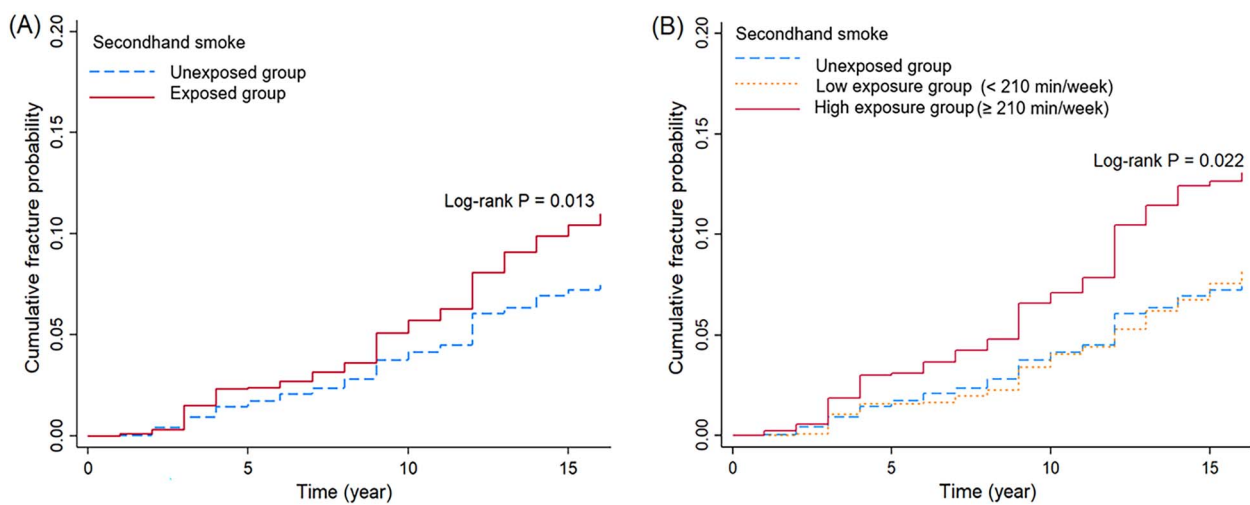 (A)
Secondhand smoke
Unexposed group
Exposed group
Log-rank P = 0.013
Cumulative fracture probability
0.20
0.15
0.10
0.05
0.00
0 5 10 15
Time (year)
(B)
Secondhand smoke
Unexposed group
Low exposure group (< 210 min/week)
High exposure group (≥ 210 min/week)
Log-rank P = 0.022
Cumulative fracture probability
0.20
0.15
0.10
0.05
0.00
0 5 10 15
Time (year)